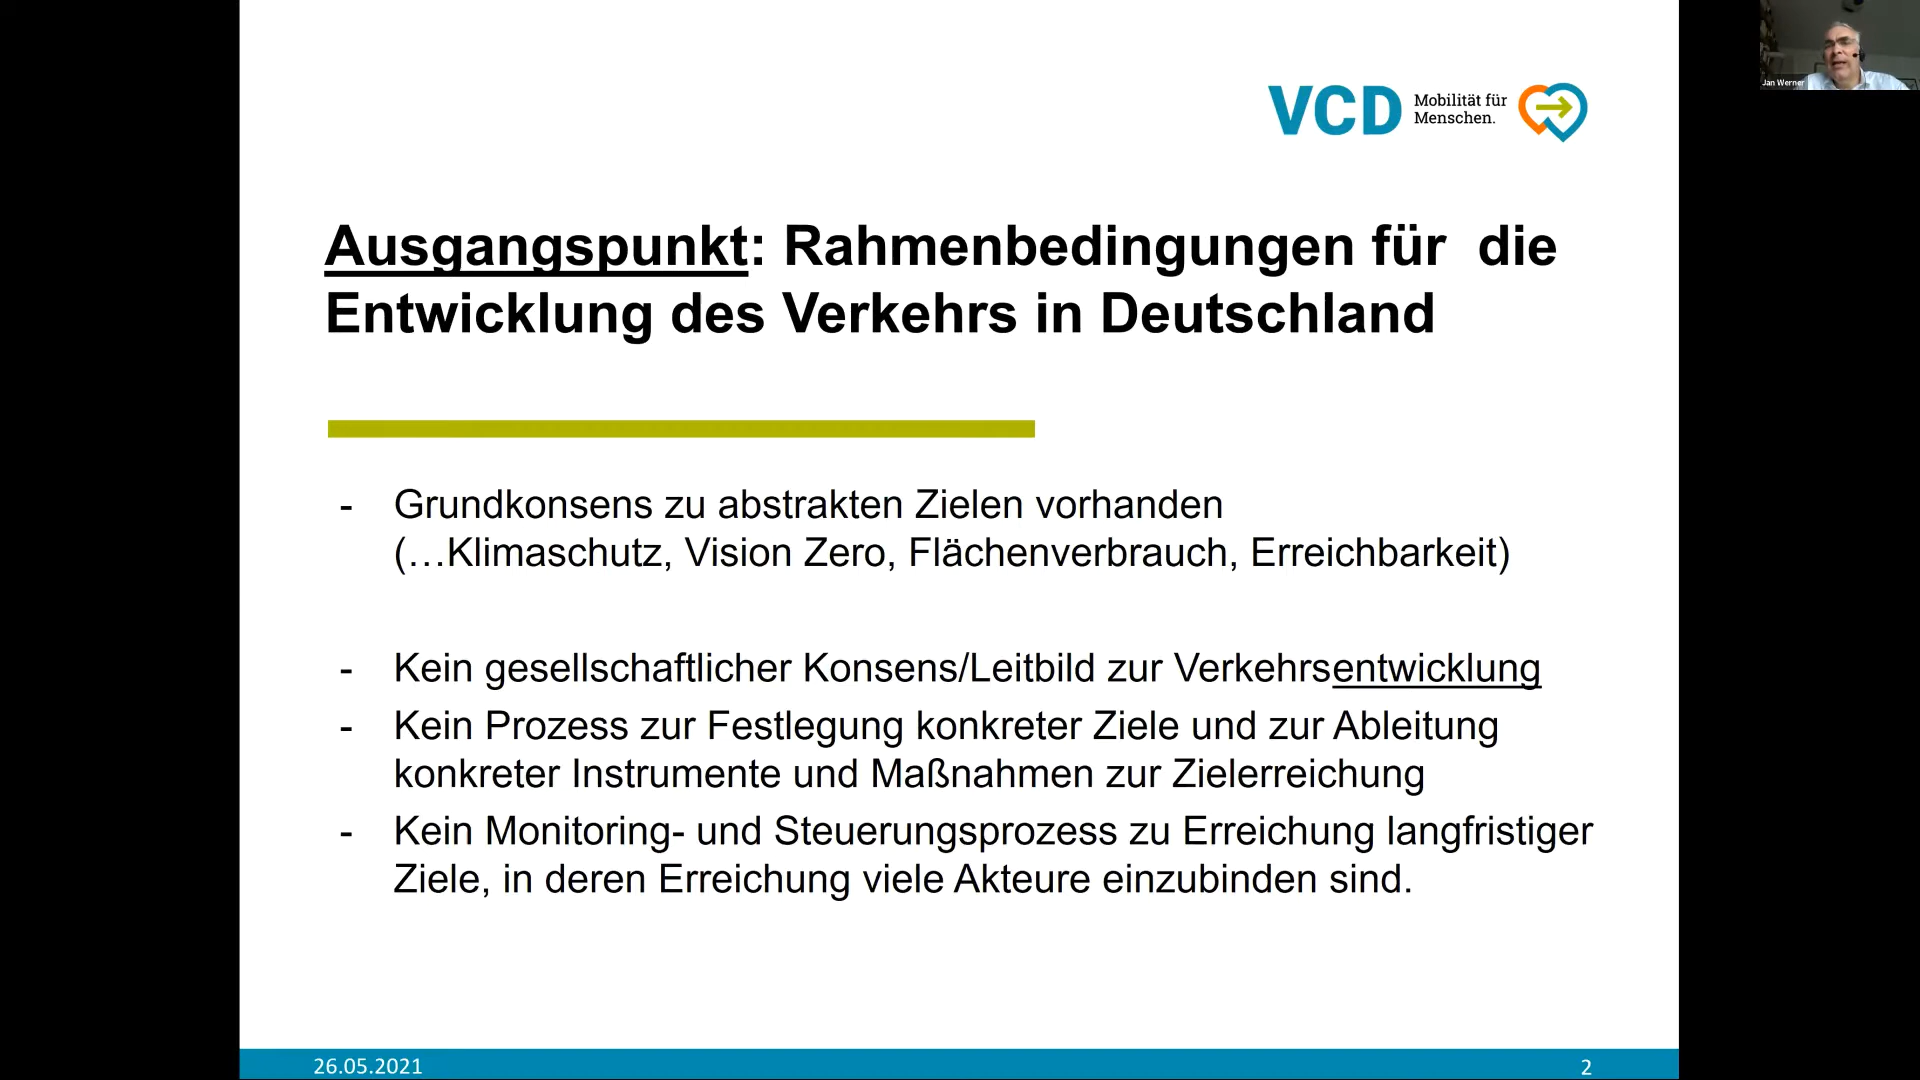 Jan Werner
VCD Mobilität für
Menschen.
Ausgangspunkt: Rahmenbedingungen für  die
Entwicklung des Verkehrs in Deutschland
- Grundkonsens zu abstrakten Zielen vorhanden
(…Klimaschutz, Vision Zero, Flächenverbrauch, Erreichbarkeit)
- Kein gesellschaftlicher Konsens/Leitbild zur Verkehrsentwicklung
- Kein Prozess zur Festlegung konkreter Ziele und zur Ableitung
konkreter Instrumente und Maßnahmen zur Zielerreichung
- Kein Monitoring- und Steuerungsprozess zu Erreichung langfristiger
Ziele, in deren Erreichung viele Akteure einzubinden sind.
26.05.2021
2